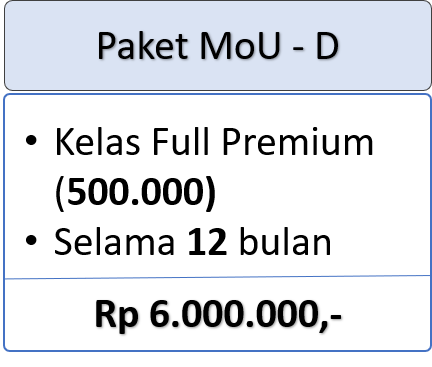 Paket MoU - D
• Kelas Full Premium
(500.000)
• Selama 12 bulan
Rp 6.000.000,-